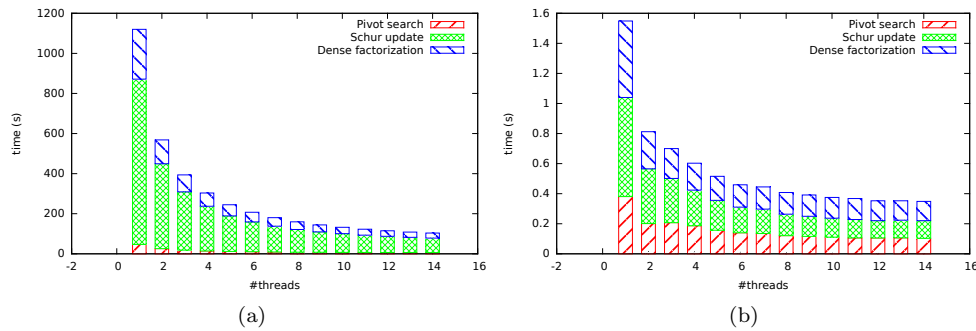 Pivot search
Schur update
Dense factorization
time (s)
1200
1000
800
600
400
200
0
-2 0 2 4 6 8 10 12 14 16
#threads
(a)
Pivot search
Schur update
Dense factorization
time (s)
1.6
1.4
1.2
1
0.8
0.6
0.4
0.2
0
-2 0 2 4 6 8 10 12 14 16
#threads
(b)